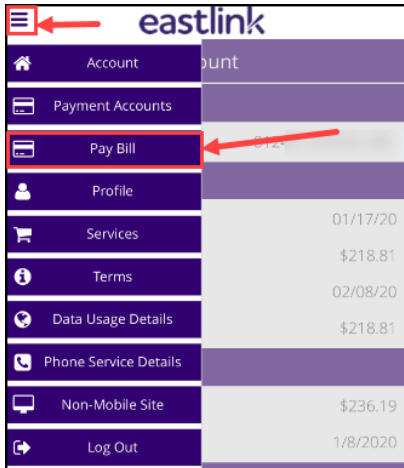 eastlink
Account
ount
Payment Accounts
Pay Bill
Profile
01/17/20
Services
$218.81
Terms
02/08/20
Data Usage Details
$218.81
Phone Service Details
Non-Mobile Site
$236.19
Log Out
1/8/2020